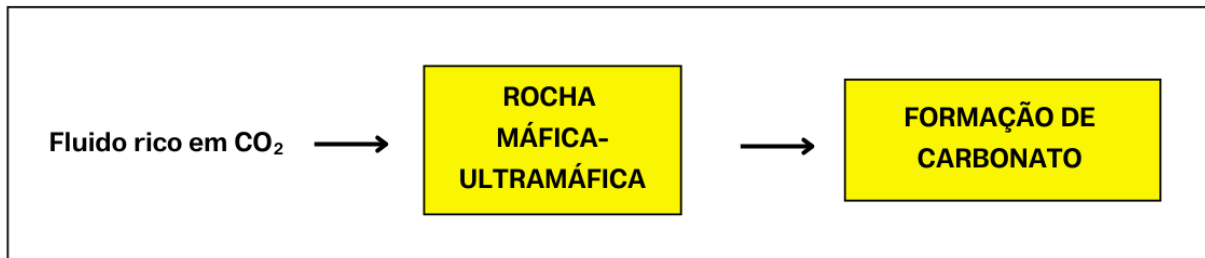 Fluido rico em CO₂
ROCHA
MÁFICA-
ULTRAMÁFICA
FORMAÇÃO DE
CARBONATO